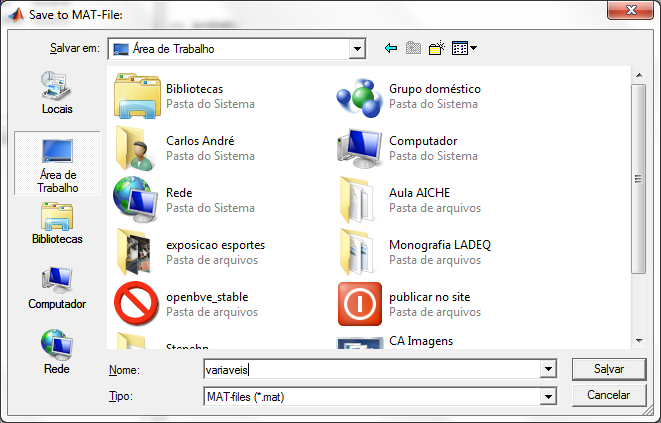 Save to MAT-File:
Salvar em:
Área de Trabalho
Locais
Área de
Trabalho
Bibliotecas
Computador
Rede
Bibliotecas
Pasta do Sistema
Grupo doméstico
Pasta do Sistema
Carlos André
Pasta do Sistema
Computador
Pasta do Sistema
Rede
Pasta do Sistema
Aula AICHE
Pasta de arquivos
exposicao esportes
Pasta de arquivos
Monografia LADEQ
Pasta de arquivos
openbve_stable
Pasta de arquivos
publicar no site
Pasta de arquivos
CA Imagens
Nome:
variaveis
Salvar
Tipo:
MAT-files (*.mat)
Cancelar